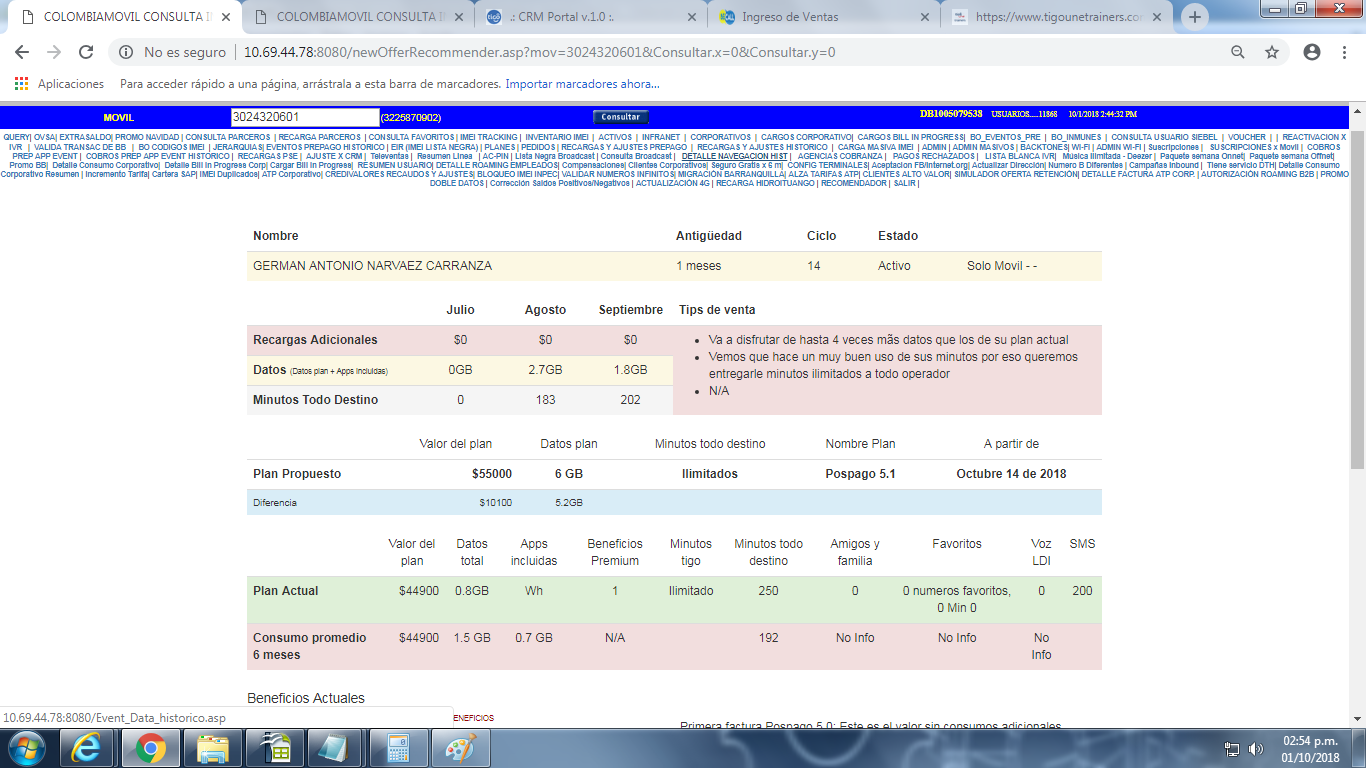 COLOMBIAMOVIL CONSULTA I
COLOMBIAMOVIL CONSULTA I
.: CRM Portal v.1.0 :.
Ingreso de Ventas
https://www.tigounetrainers.co
No es seguro | 10.69.44.78:8080/newOfferRecommender.asp?mov=3024320601&Consultar.x=0&Consultar.y=0
Aplicaciones Para acceder rápido a una página, arrástrala a esta barra de marcadores. Importar marcadores ahora...
MOVIL 3024320601 (3225870902) Consultar DB1005079538 USUARIOS.....11868 10/1/2018 2:44:32 PM
QUERY| OVSA| EXTRASALDO| PROMO NAVIDAD | CONSULTA PARCEROS | RECARGA PARCEROS | CONSULTA FAVORITOS | IMEI TRACKING | INVENTARIO IMEI | ACTIVOS | INFRANET | CORPORATIVOS | CARGOS CORPORATIVO| CARGOS BILL IN PROGRESS| BO_EVENTOS_PRE | BO_INMUNES | CONSULTA USUARIO SIEBEL | VOUCHER | | REACTIVACION X
IVR | VALIDA TRANSAC DE BB | BO CODIGOS IMEI | JERARQUIAS| EVENTOS PREPAGO HISTORICO | EIR (IMEI LISTA NEGRA) | PLANES | PEDIDOS | RECARGAS Y AJUSTES PREPAGO | RECARGAS Y AJUSTES HISTORICO | CARGA MASIVA IMEI | ADMIN | ADMIN MASIVOS | BACKTONES| WI-FI | ADMIN WI-FI | Suscripciones | SUSCRIPCIONES x Movil | COBROS
PREP APP EVENT | COBROS PREP APP EVENT HISTORICO | RECARGAS PSE | AJUSTE X CRM | Televentas | Resumen Linea | AC-PIN | Lista Negra Broadcast | Consulta Broadcast | DETALLE NAVEGACION HIST | AGENCIAS COBRANZA | PAGOS RECHAZADOS | LISTA BLANCA IVR| Música Ilimitada - Deezer | Paquete semana Onnet| Paquete semana Offnet|
Promo BB| Detalle Consumo Corporativo| Detalle Bill In Progress Corp| Cargar Bill In Progress| RESUMEN USUARIO| DETALLE ROAMING EMPLEADOS| Compensaciones| Clientes Corporativos| Seguro Gratis x 6 m| CONFIG TERMINALES| Aceptacion FB/Internet.org| Actualizar Dirección| Numero B Diferentes | Campañas Inbound | Tiene servicio DTH| Detalle Consumo
Corporativo Resumen | Incremento Tarifa| Cartera SAP| IMEI Duplicados| ATP Corporativo| CREDIVALORES RECAUDOS Y AJUSTES| BLOQUEO IMEI INPEC| VALIDAR NUMEROS INFINITOS| MIGRACIÓN BARRANQUILLA| ALZA TARIFAS ATP| CLIENTES ALTO VALOR| SIMULADOR OFERTA RETENCIÓN| DETALLE FACTURA ATP CORP. | AUTORIZACIÓN ROAMING B2B | PROMO
DOBLE DATOS | Corrección Saldos Positivos/Negativos | ACTUALIZACIÓN 4G | RECARGA HIDROITUANGO | RECOMENDADOR | SALIR |
Nombre Antigüedad Ciclo Estado
GERMAN ANTONIO NARVAEZ CARRANZA 1 meses 14 Activo Solo Movil - -
Julio Agosto Septiembre Tips de venta
Recargas Adicionales $0 $0 $0
Datos (Datos plan + Apps incluidas) 0GB 2.7GB 1.8GB
Minutos Todo Destino 0 183 202
• Va a disfrutar de hasta 4 veces mãs datos que los de su plan actual
• Vemos que hace un muy buen uso de sus minutos por eso queremos
entregarle minutos ilimitados a todo operador
• N/A
Valor del plan Datos plan Minutos todo destino Nombre Plan A partir de
Plan Propuesto $55000 6 GB Ilimitados Pospago 5.1 Octubre 14 de 2018
Diferencia $10100 5.2GB
Valor del Datos Apps Beneficios Minutos Minutos todo Amigos y Favoritos Voz SMS
plan total incluidas Premium tigo destino familia LDI
Plan Actual $44900 0.8GB Wh 1 Ilimitado 250 0 0 numeros favoritos, 0 200
0 Min 0
Consumo promedio $44900 1.5 GB 0.7 GB N/A 192 No Info No Info No
6 meses Info
Beneficios Actuales
10.69.44.78:8080/Event_Data_historico.asp
ENEFICIOS
Primera factura Pospago 5.0: Este es el valor sin consumos adicionales
02:54 p.m.
01/10/2018